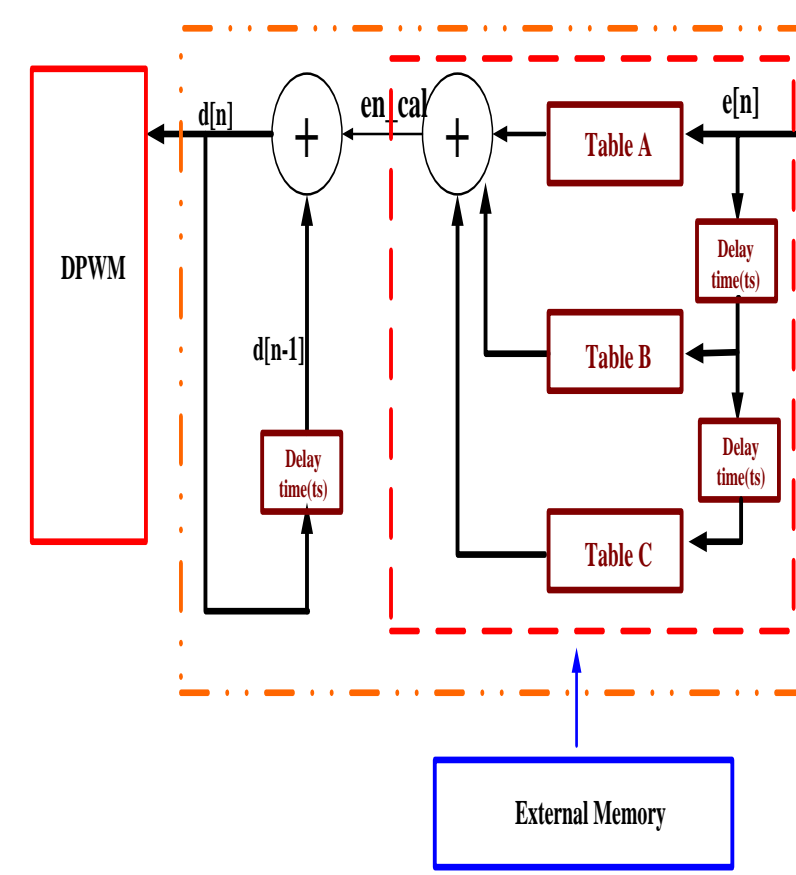 d[n]
en_cal
e[n]
+
+
Table A
Delay
time(ts)
DPWM
d[n-1]
Table B
Delay
time(ts)
Delay
time(ts)
Table C
External Memory